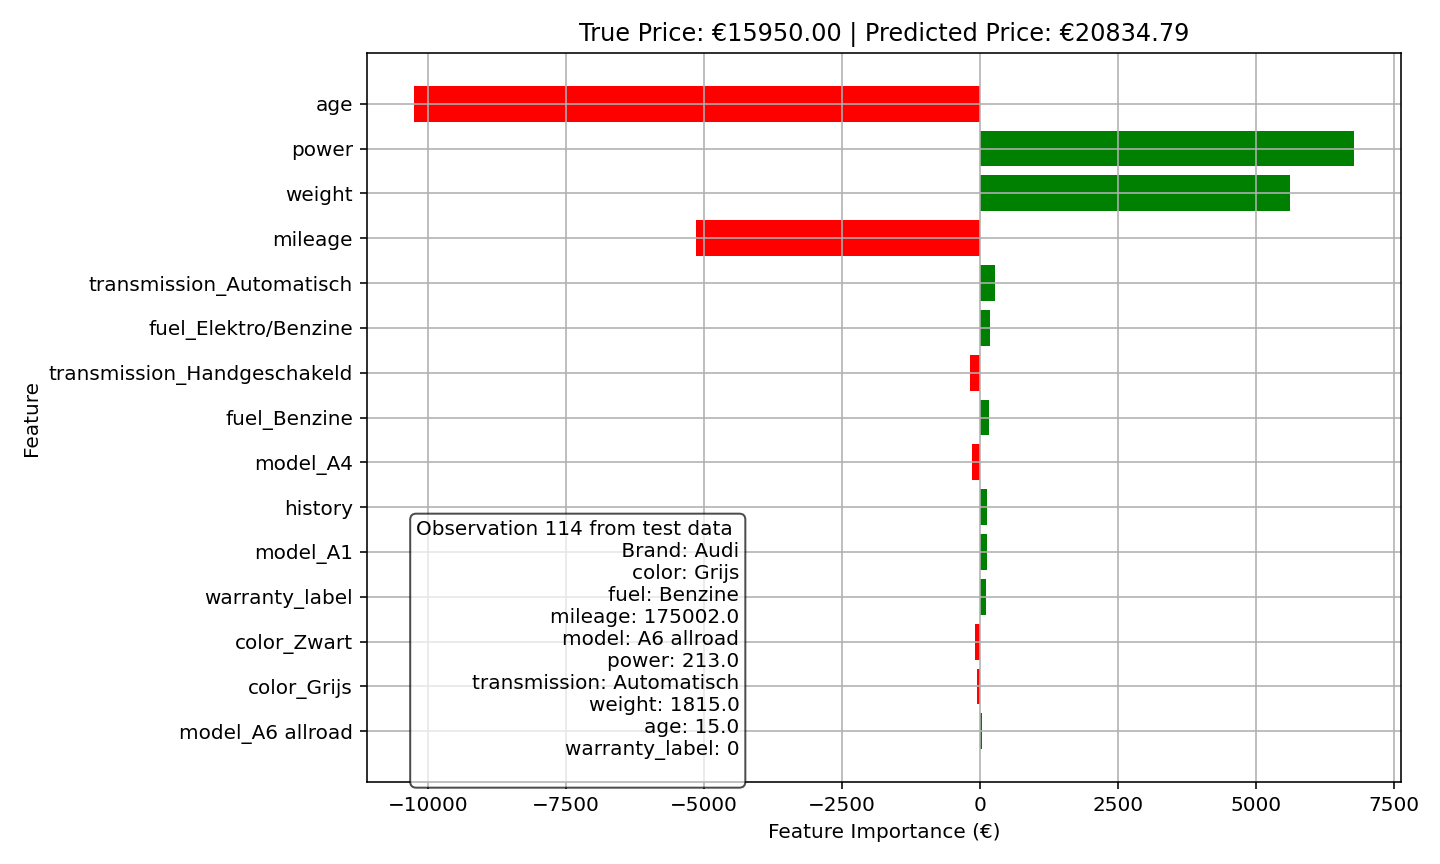 True Price: €15950.00 | Predicted Price: €20834.79
age
power
weight
mileage
transmission_Automatisch
fuel_Elektro/Benzine
transmission_Handgeschakeld
fuel_Benzine
model_A4
history
model_A1
warranty_label
color_Zwart
color_Grijs
model_A6 allroad
Feature
Observation 114 from test data
Brand: Audi
color: Grijs
fuel: Benzine
mileage: 175002.0
model: A6 allroad
power: 213.0
transmission: Automatisch
weight: 1815.0
age: 15.0
warranty_label: 0
−10000 −7500 −5000 −2500 0 2500 5000 7500
Feature Importance (€)